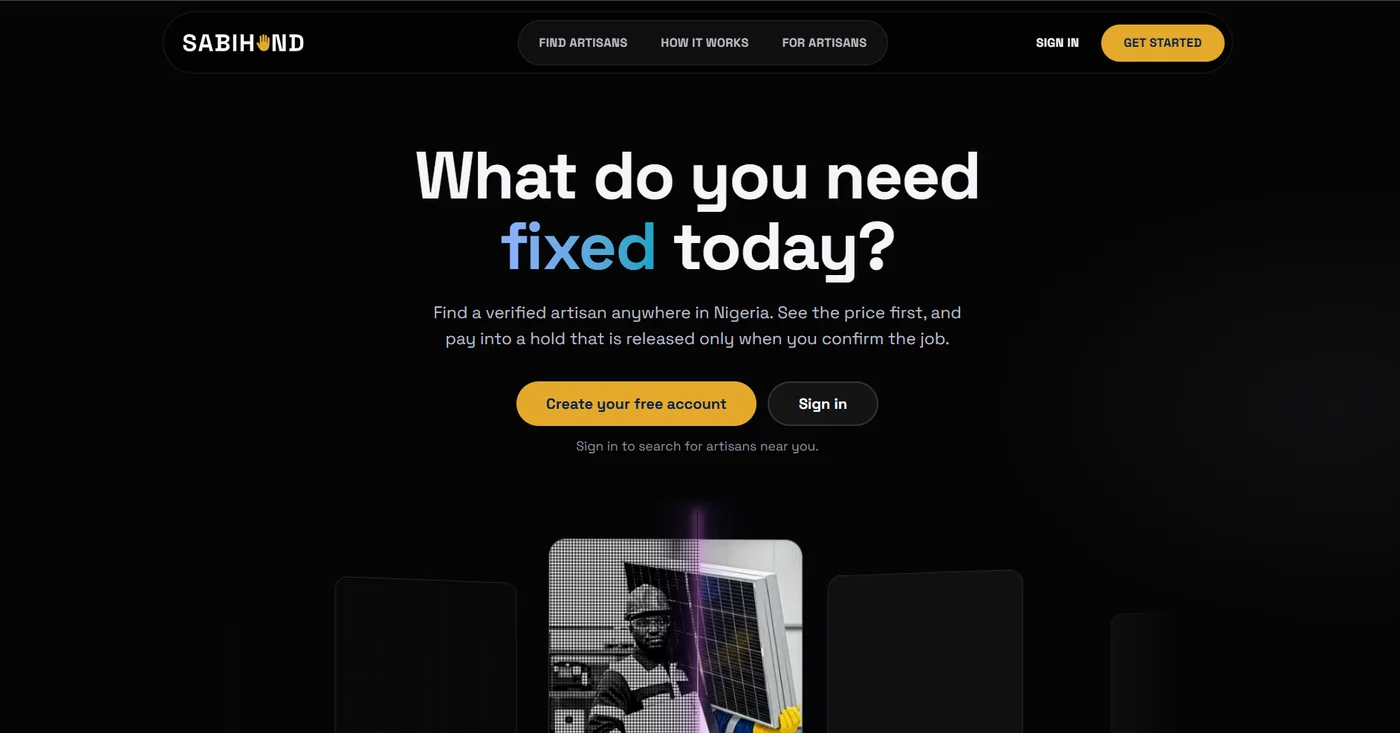 SABIH✋ND
FIND ARTISANS
HOW IT WORKS
FOR ARTISANS
SIGN IN
GET STARTED
What do you need
fixed today?
Find a verified artisan anywhere in Nigeria. See the price first, and
pay into a hold that is released only when you confirm the job.
Create your free account
Sign in
Sign in to search for artisans near you.